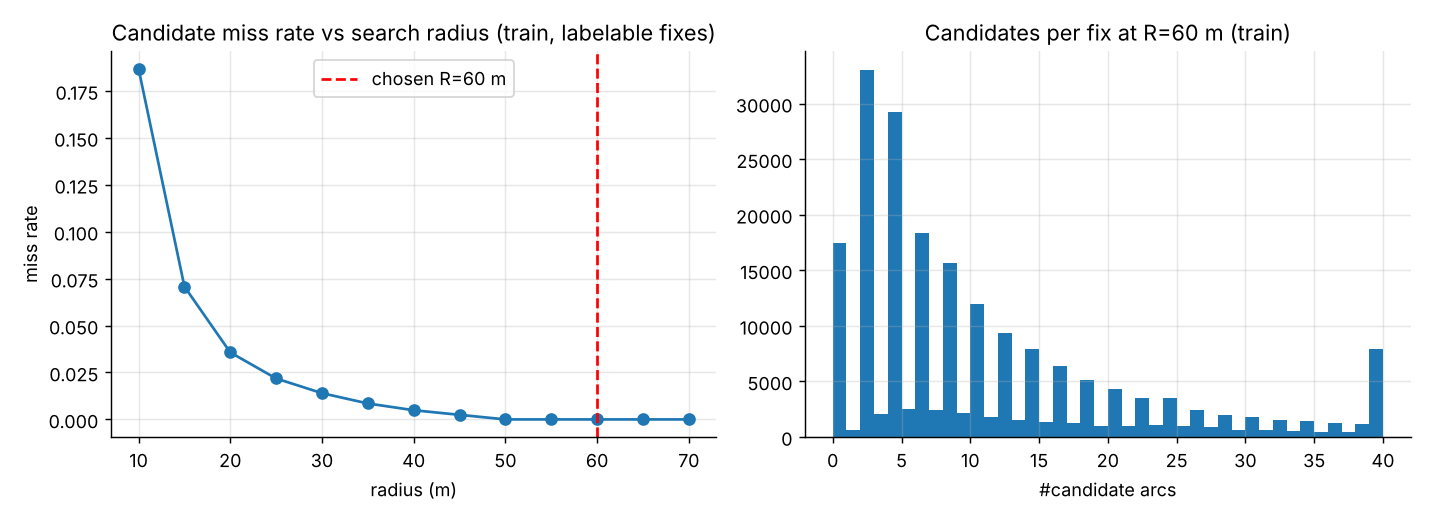 Candidate miss rate vs search radius (train, labelable fixes)
chosen R=60 m
0.175
0.150
0.125
0.100
0.075
0.050
0.025
0.000
miss rate
10 20 30 40 50 60 70
radius (m)
Candidates per fix at R=60 m (train)
30000
25000
20000
15000
10000
5000
0
0 5 10 15 20 25 30 35 40
#candidate arcs